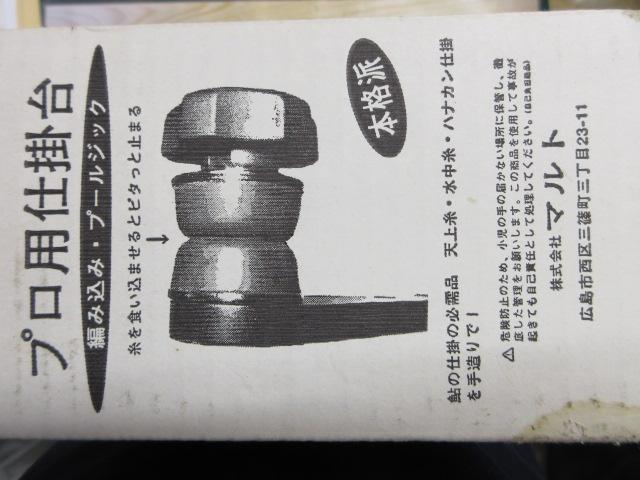 プロ用仕掛台
編み込み・プールジック
糸を食い込ませるとピタっと止まる
本格派
鮎の仕掛の必需品 天上糸・水中糸・ハナカン仕掛
を手造りで!
⚠ 危険防止のため、小児の手の届かない場所に保管し、徹
底した管理をお願いします。この商品を使用して事故が
起きても自己責任として処理してください。(自己負担商品)
株式会社 マルト
広島市西区三篠町三丁目23-11